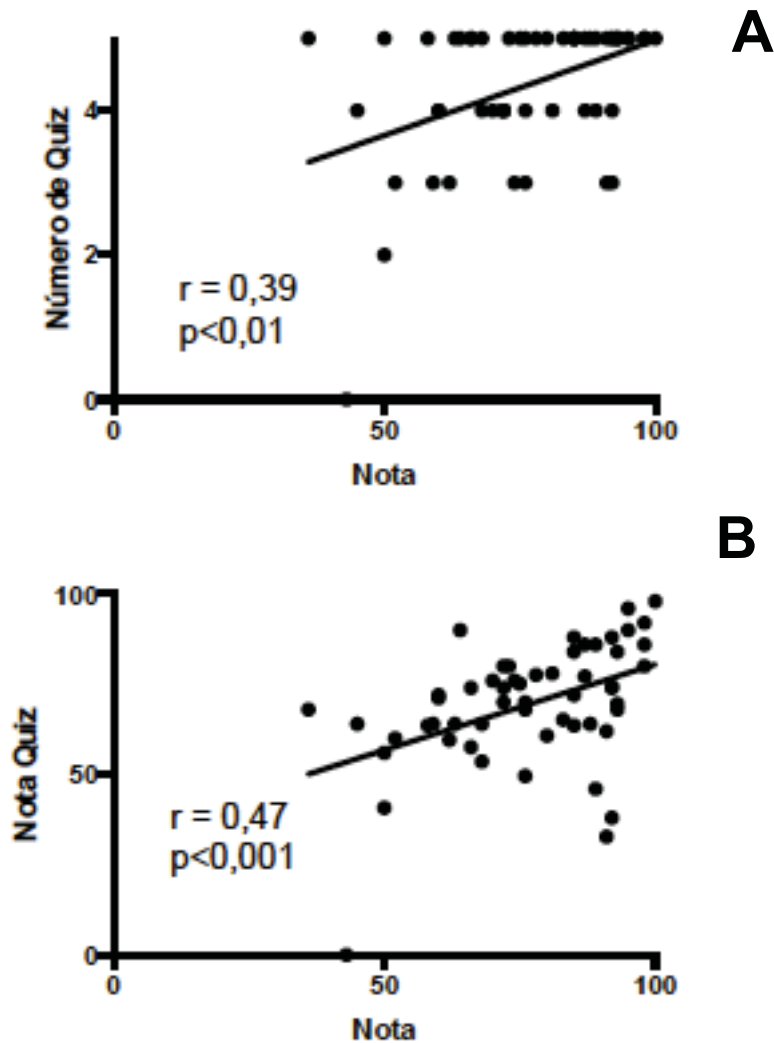 A
Número de Quiz
4
2
0
r = 0,39
p<0,01
0 50 100
Nota
B
Nota Quiz
100
50
0
r = 0,47
p<0,001
0 50 100
Nota